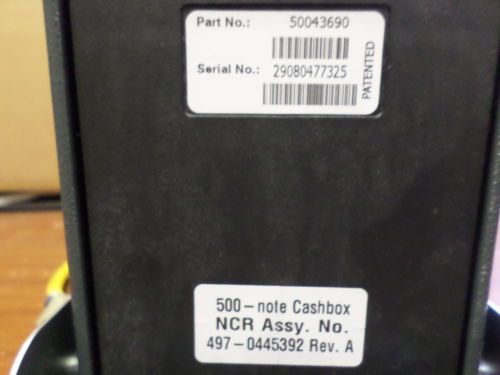 Part No.: 50043690
Serial No.: 29080477325
PATENTED
500-note Cashbox
NCR Assy. No.
497-0445392 Rev. A